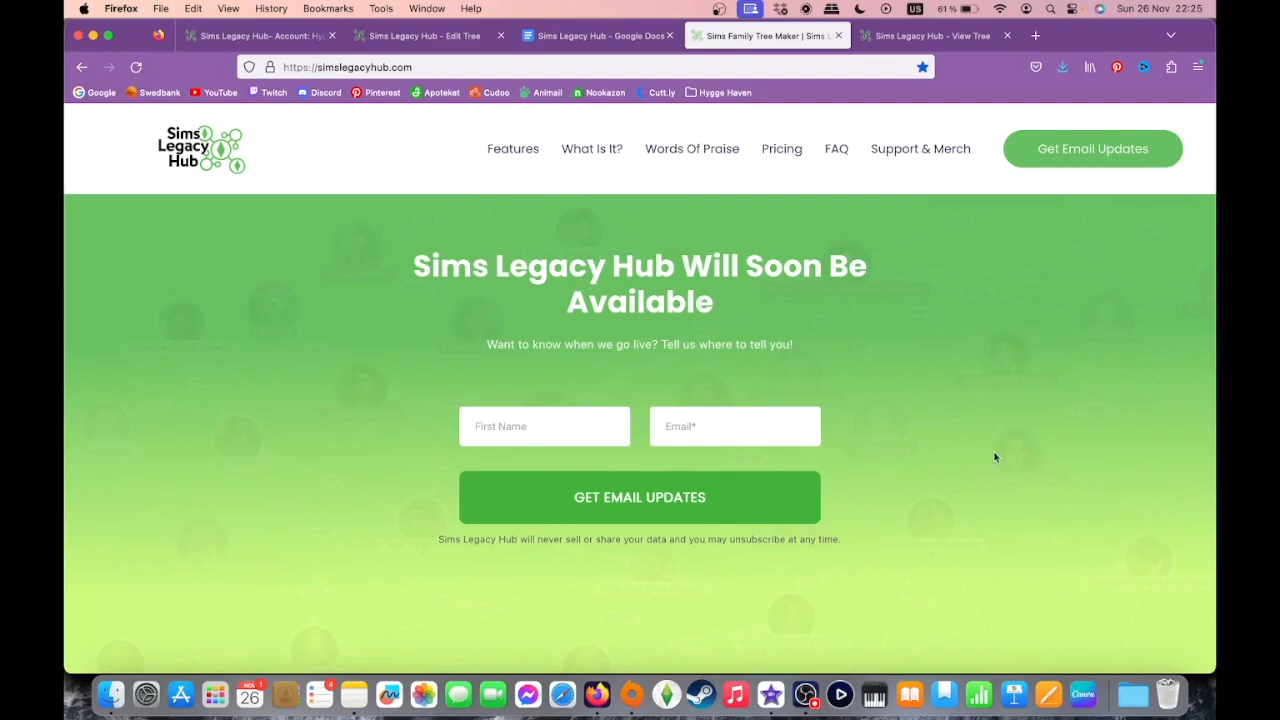 Firefox File Edit View History Bookmarks Tools Window Help US 61 % Sun 26 Nov 22:25
Sims Legacy Hub- Account: Hy Sims Legacy Hub - Edit Tree Sims Legacy Hub - Google Docs Sims Family Tree Maker | Sims L Sims Legacy Hub - View Tree
https://simslegacyhub.com
Google Swedbank YouTube Twitch Discord Pinterest Apoteket Cudoo Animail Nookazon Cutt.ly Hygge Haven
Sims
Legacy
Hub
Features What Is It? Words Of Praise Pricing FAQ Support & Merch Get Email Updates
Sims Legacy Hub Will Soon Be
Available
Want to know when we go live? Tell us where to tell you!
First Name Email*
GET EMAIL UPDATES
Sims Legacy Hub will never sell or share your data and you may unsubscribe at any time.
NOV 1 4
26
Canva